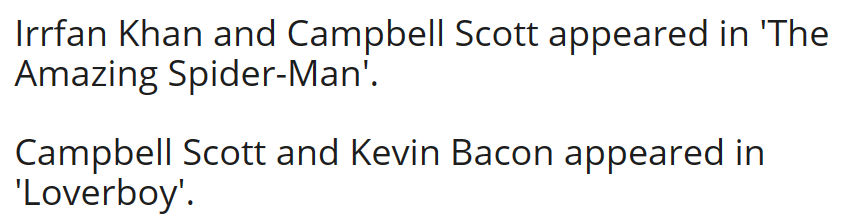 Irrfan Khan and Campbell Scott appeared in 'The
Amazing Spider-Man'.
Campbell Scott and Kevin Bacon appeared in
'Loverboy'.